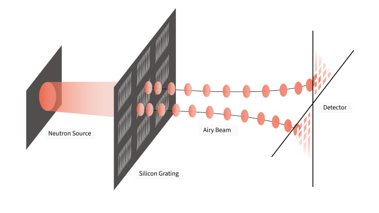 Neutron Source
Silicon Grating
Airy Beam
Detector